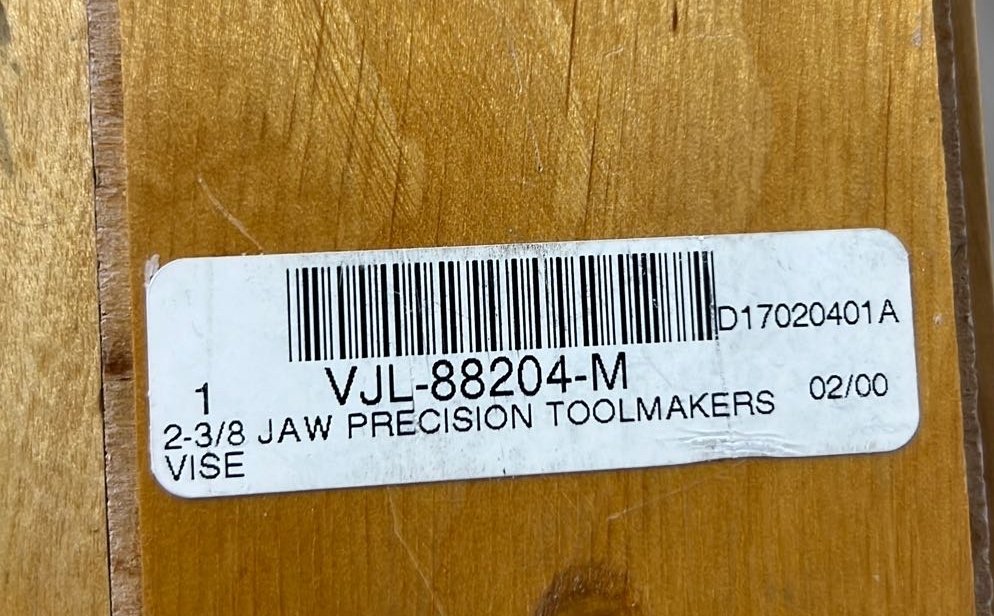 D17020401A
VJL-88204-M
1 02/00
2-3/8 JAW PRECISION TOOLMAKERS
VISE